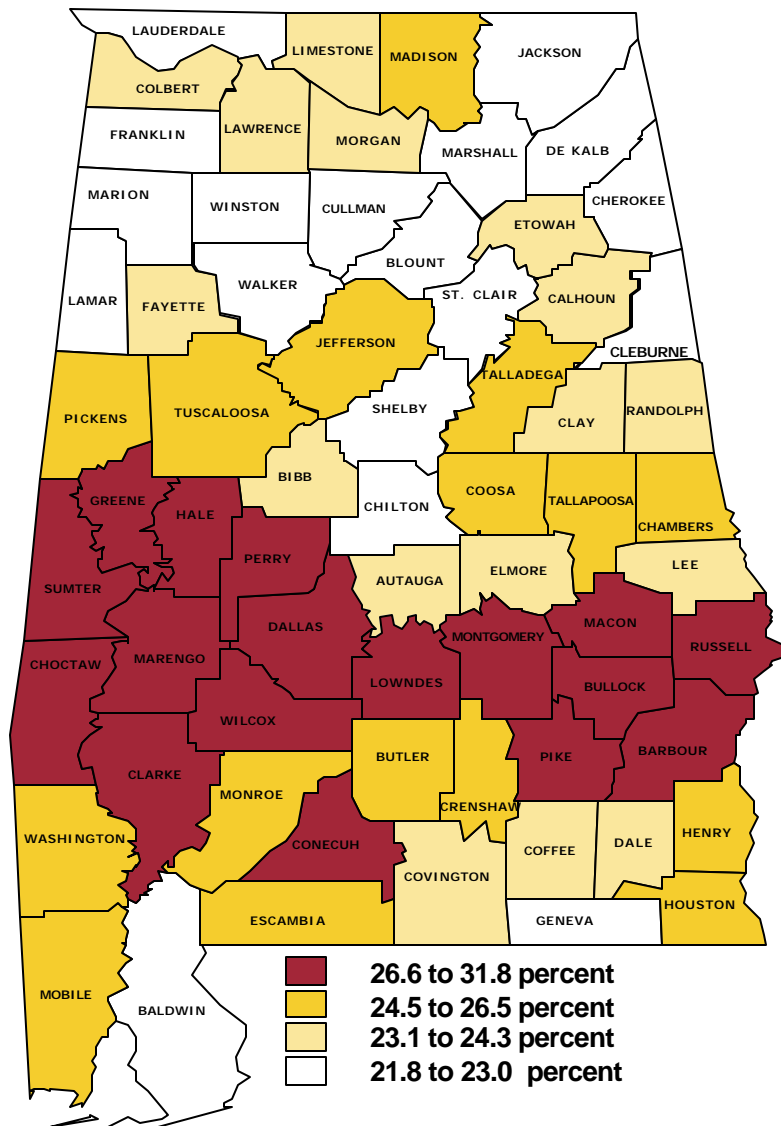 LAUDERDALE
LIMESTONE
MADISON
JACKSON
COLBERT
FRANKLIN
LAWRENCE
MORGAN
MARSHALL
DE KALB
MARION
WINSTON
CULLMAN
CHEROKEE
ETOWAH
BLOUNT
WALKER
ST. CLAIR
CALHOUN
LAMAR
FAYETTE
JEFFERSON
CLEBURNE
TALLADEGA
PICKENS
TUSCALOOSA
SHELBY
CLAY
RANDOLPH
BIBB
COOSA
TALLAPOOSA
GREENE
HALE
CHILTON
CHAMBERS
PERRY
LEE
SUMTER
AUTAUGA
ELMORE
DALLAS
MACON
MONTGOMERY
RUSSELL
CHOCTAW
MARENGO
LOWNDES
BULLOCK
WILCOX
BARBOUR
CLARKE
BUTLER
PIKE
MONROE
CRENSHAW
WASHINGTON
HENRY
CONECUH
COFFEE
DALE
COVINGTON
HOUSTON
ESCAMBIA
GENEVA
MOBILE
BALDWIN
26.6 to 31.8 percent
24.5 to 26.5 percent
23.1 to 24.3 percent
21.8 to 23.0 percent